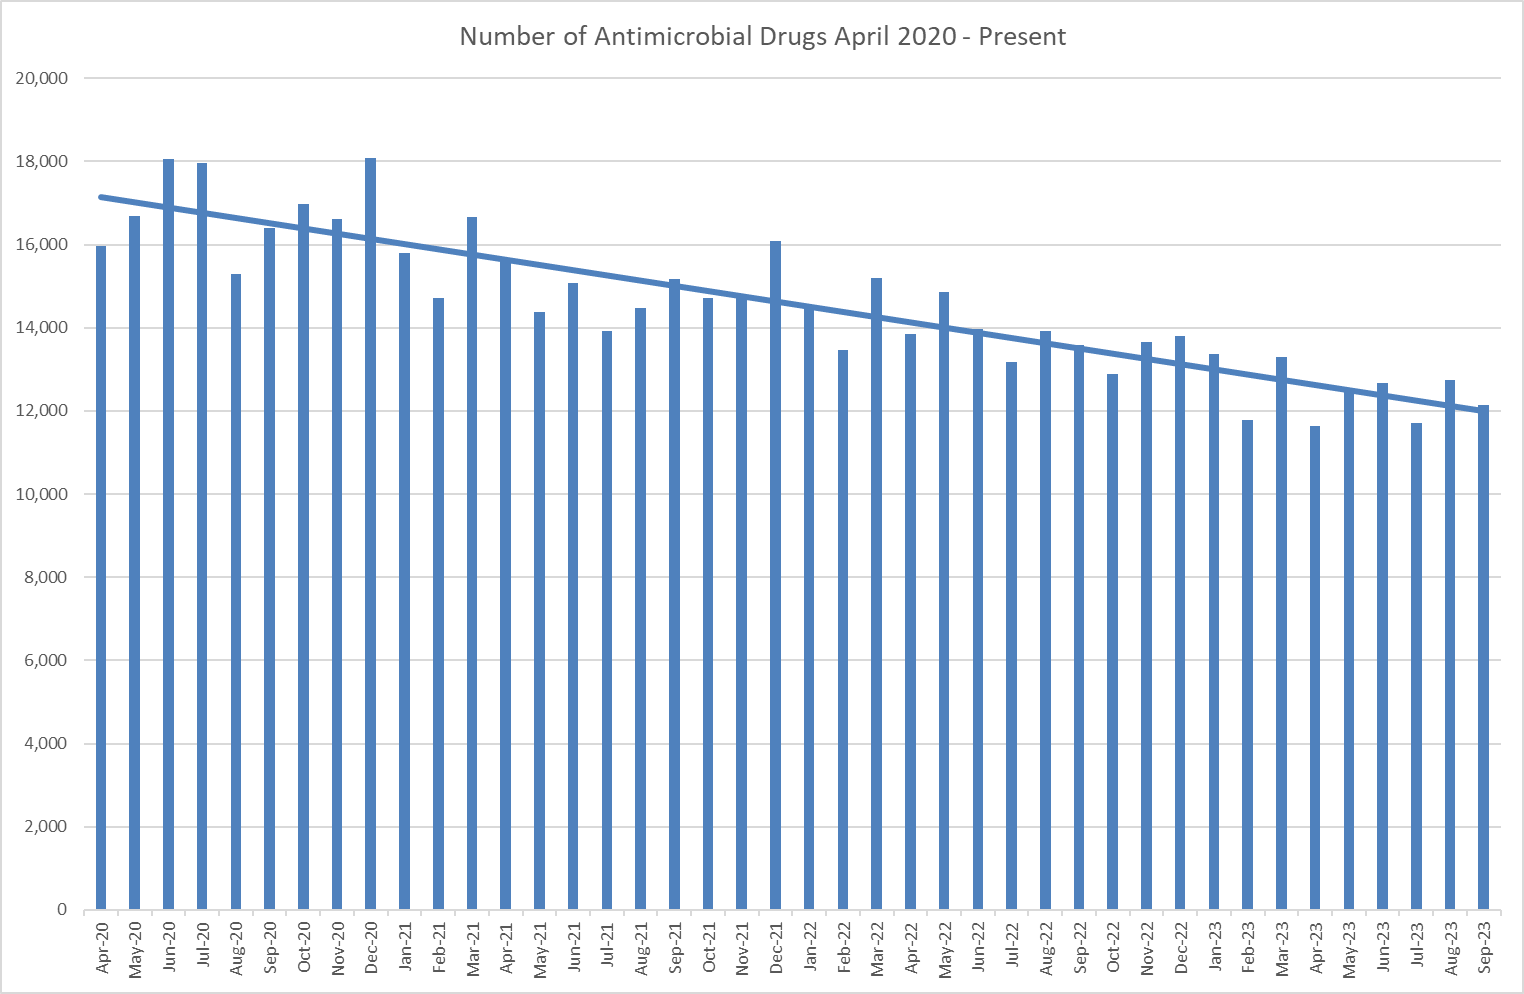 Number of Antimicrobial Drugs April 2020 - Present
20,000
18,000
16,000
14,000
12,000
10,000
8,000
6,000
4,000
2,000
0
Apr-20
May-20
Jun-20
Jul-20
Aug-20
Sep-20
Oct-20
Nov-20
Dec-20
Jan-21
Feb-21
Mar-21
Apr-21
May-21
Jun-21
Jul-21
Aug-21
Sep-21
Oct-21
Nov-21
Dec-21
Jan-22
Feb-22
Mar-22
Apr-22
May-22
Jun-22
Jul-22
Aug-22
Sep-22
Oct-22
Nov-22
Dec-22
Jan-23
Feb-23
Mar-23
Apr-23
May-23
Jun-23
Jul-23
Aug-23
Sep-23